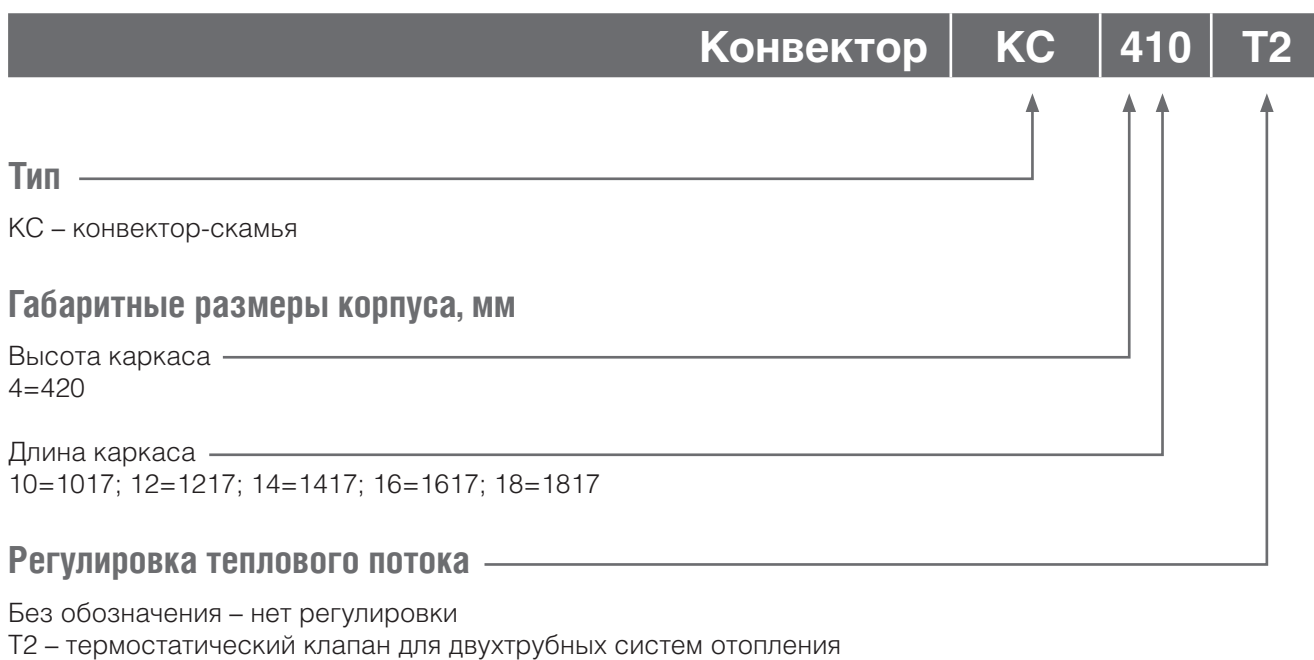 Конвектор КС 410 Т2
Тип
КС – конвектор-скамья
Габаритные размеры корпуса, мм
Высота каркаса
4=420
Длина каркаса
10=1017; 12=1217; 14=1417; 16=1617; 18=1817
Регулировка теплового потока
Без обозначения – нет регулировки
Т2 – термостатический клапан для двухтрубных систем отопления